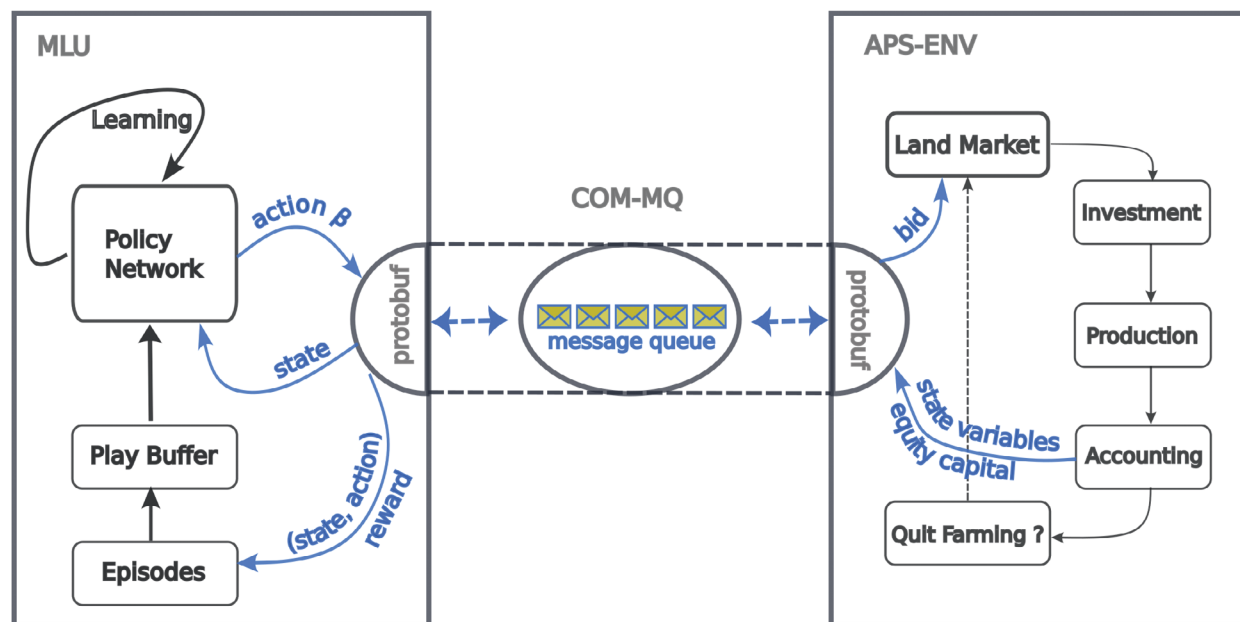 MLU
Learning
Policy
Network
action β
state
protobuf
Play Buffer
(state, action)
reward
Episodes
COM-MQ
message queue
APS-ENV
Land Market
bid
protobuf
Investment
Production
state variables
equity capital
Accounting
Quit Farming ?